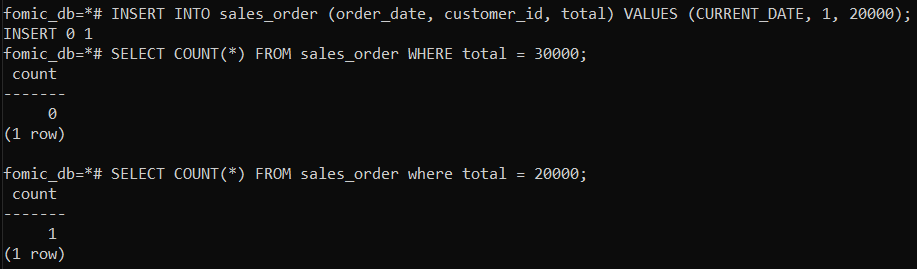 fomic_db=*# INSERT INTO sales_order (order_date, customer_id, total) VALUES (CURRENT_DATE, 1, 20000);
INSERT 0 1
fomic_db=*# SELECT COUNT(*) FROM sales_order WHERE total = 30000;
 count
-------
     0
(1 row)

fomic_db=*# SELECT COUNT(*) FROM sales_order where total = 20000;
 count
-------
     1
(1 row)